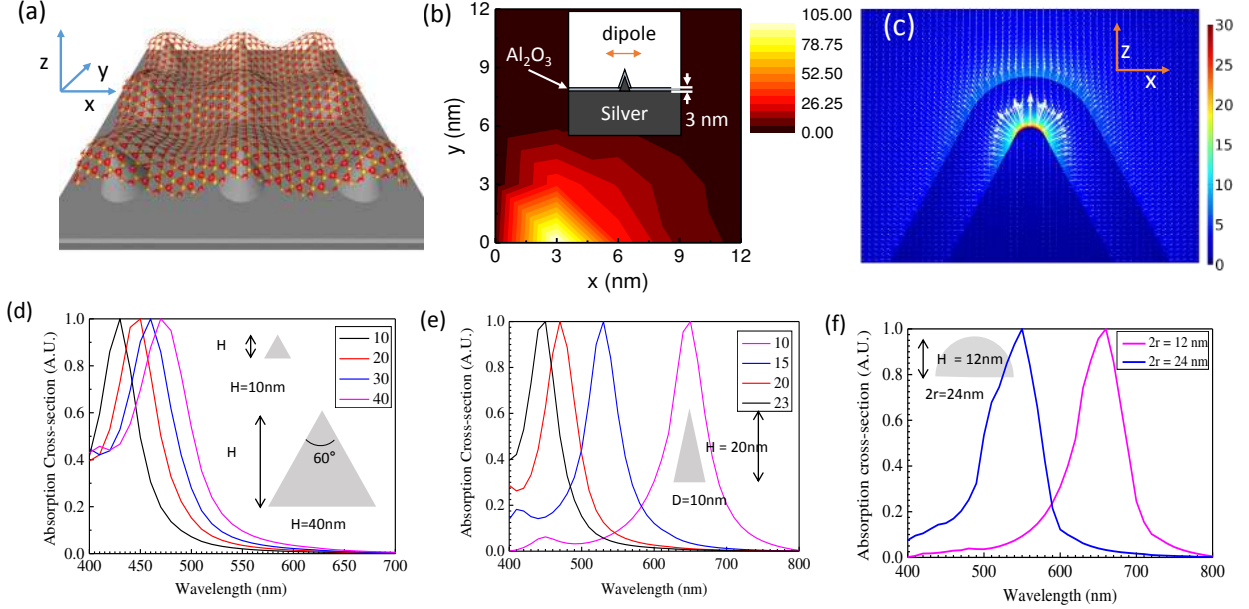 (a)
z
y
x
(b)
12
9
6
3
0
y (nm)
0 3 6 9 12
x (nm)
dipole
Al₂O₃
Silver
3 nm
105.00
78.75
52.50
26.25
0.00
(c)
z
x
30
25
20
15
10
5
0
(d)
Absorption Cross-section (A.U.)
1.0
0.8
0.6
0.4
0.2
0.0
400 450 500 550 600 650 700
Wavelength (nm)
H
H=10nm
H
60°
H=40nm
10
20
30
40
(e)
Absorption Cross-section (A.U.)
1.0
0.8
0.6
0.4
0.2
0.0
400 500 600 700 800
Wavelength (nm)
10
15
20
23
H = 20nm
D=10nm
(f)
Absorption cross-section (A.U.)
1.0
0.8
0.6
0.4
0.2
0.0
400 500 600 700 800
Wavelength (nm)
H = 12nm
2r=24nm
2r = 12 nm
2r = 24 nm